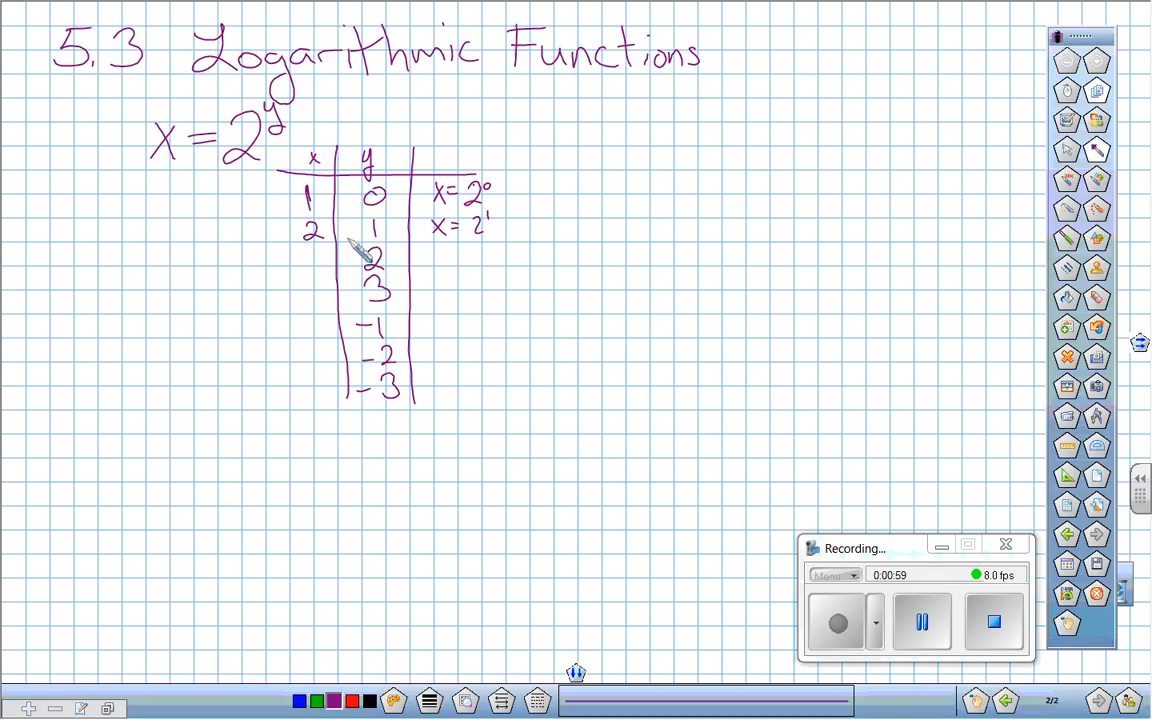 5.3 Logarithmic Functions
x = 2^y
x y
1 0 x = 2^0
2 1 x = 2^1
2
3
-1
-2
-3
Recording...
Menu 0:00:59 8.0 fps
2/2